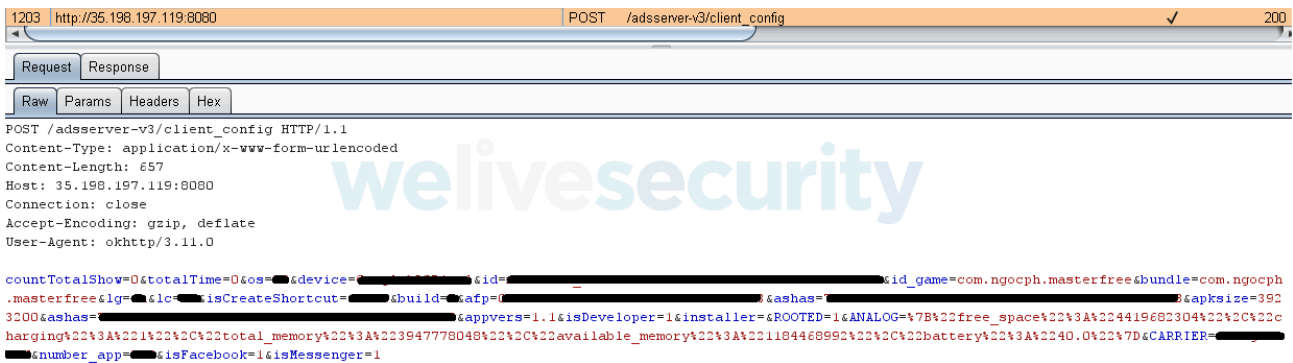 1203 http://35.198.197.119:8080 POST /adsserver-v3/client_config ✓ 200
Request Response
Raw Params Headers Hex
POST /adsserver-v3/client_config HTTP/1.1
Content-Type: application/x-www-form-urlencoded
Content-Length: 657
Host: 35.198.197.119:8080
Connection: close
Accept-Encoding: gzip, deflate
User-Agent: okhttp/3.11.0
welivesecurity
countTotalShow=0&totalTime=0&os= &device= &id= &id_game=com.ngocph.masterfree&bundle=com.ngocph
.masterfree&lg= &lc= &isCreateShortcut= &build= &afp=0 &ashas= &apksize=392
3200&ashas= &appvers=1.1&isDeveloper=1&installer=&ROOTED=1&ANALOG=%7B%22free_space%22%3A%224419682304%22%2C%22c
harging%22%3A%221%22%2C%22total_memory%22%3A%223947778048%22%2C%22available_memory%22%3A%221184468992%22%2C%22battery%22%3A%2240.0%22%7D&CARRIER=
&number_app= &isFacebook=1&isMessenger=1